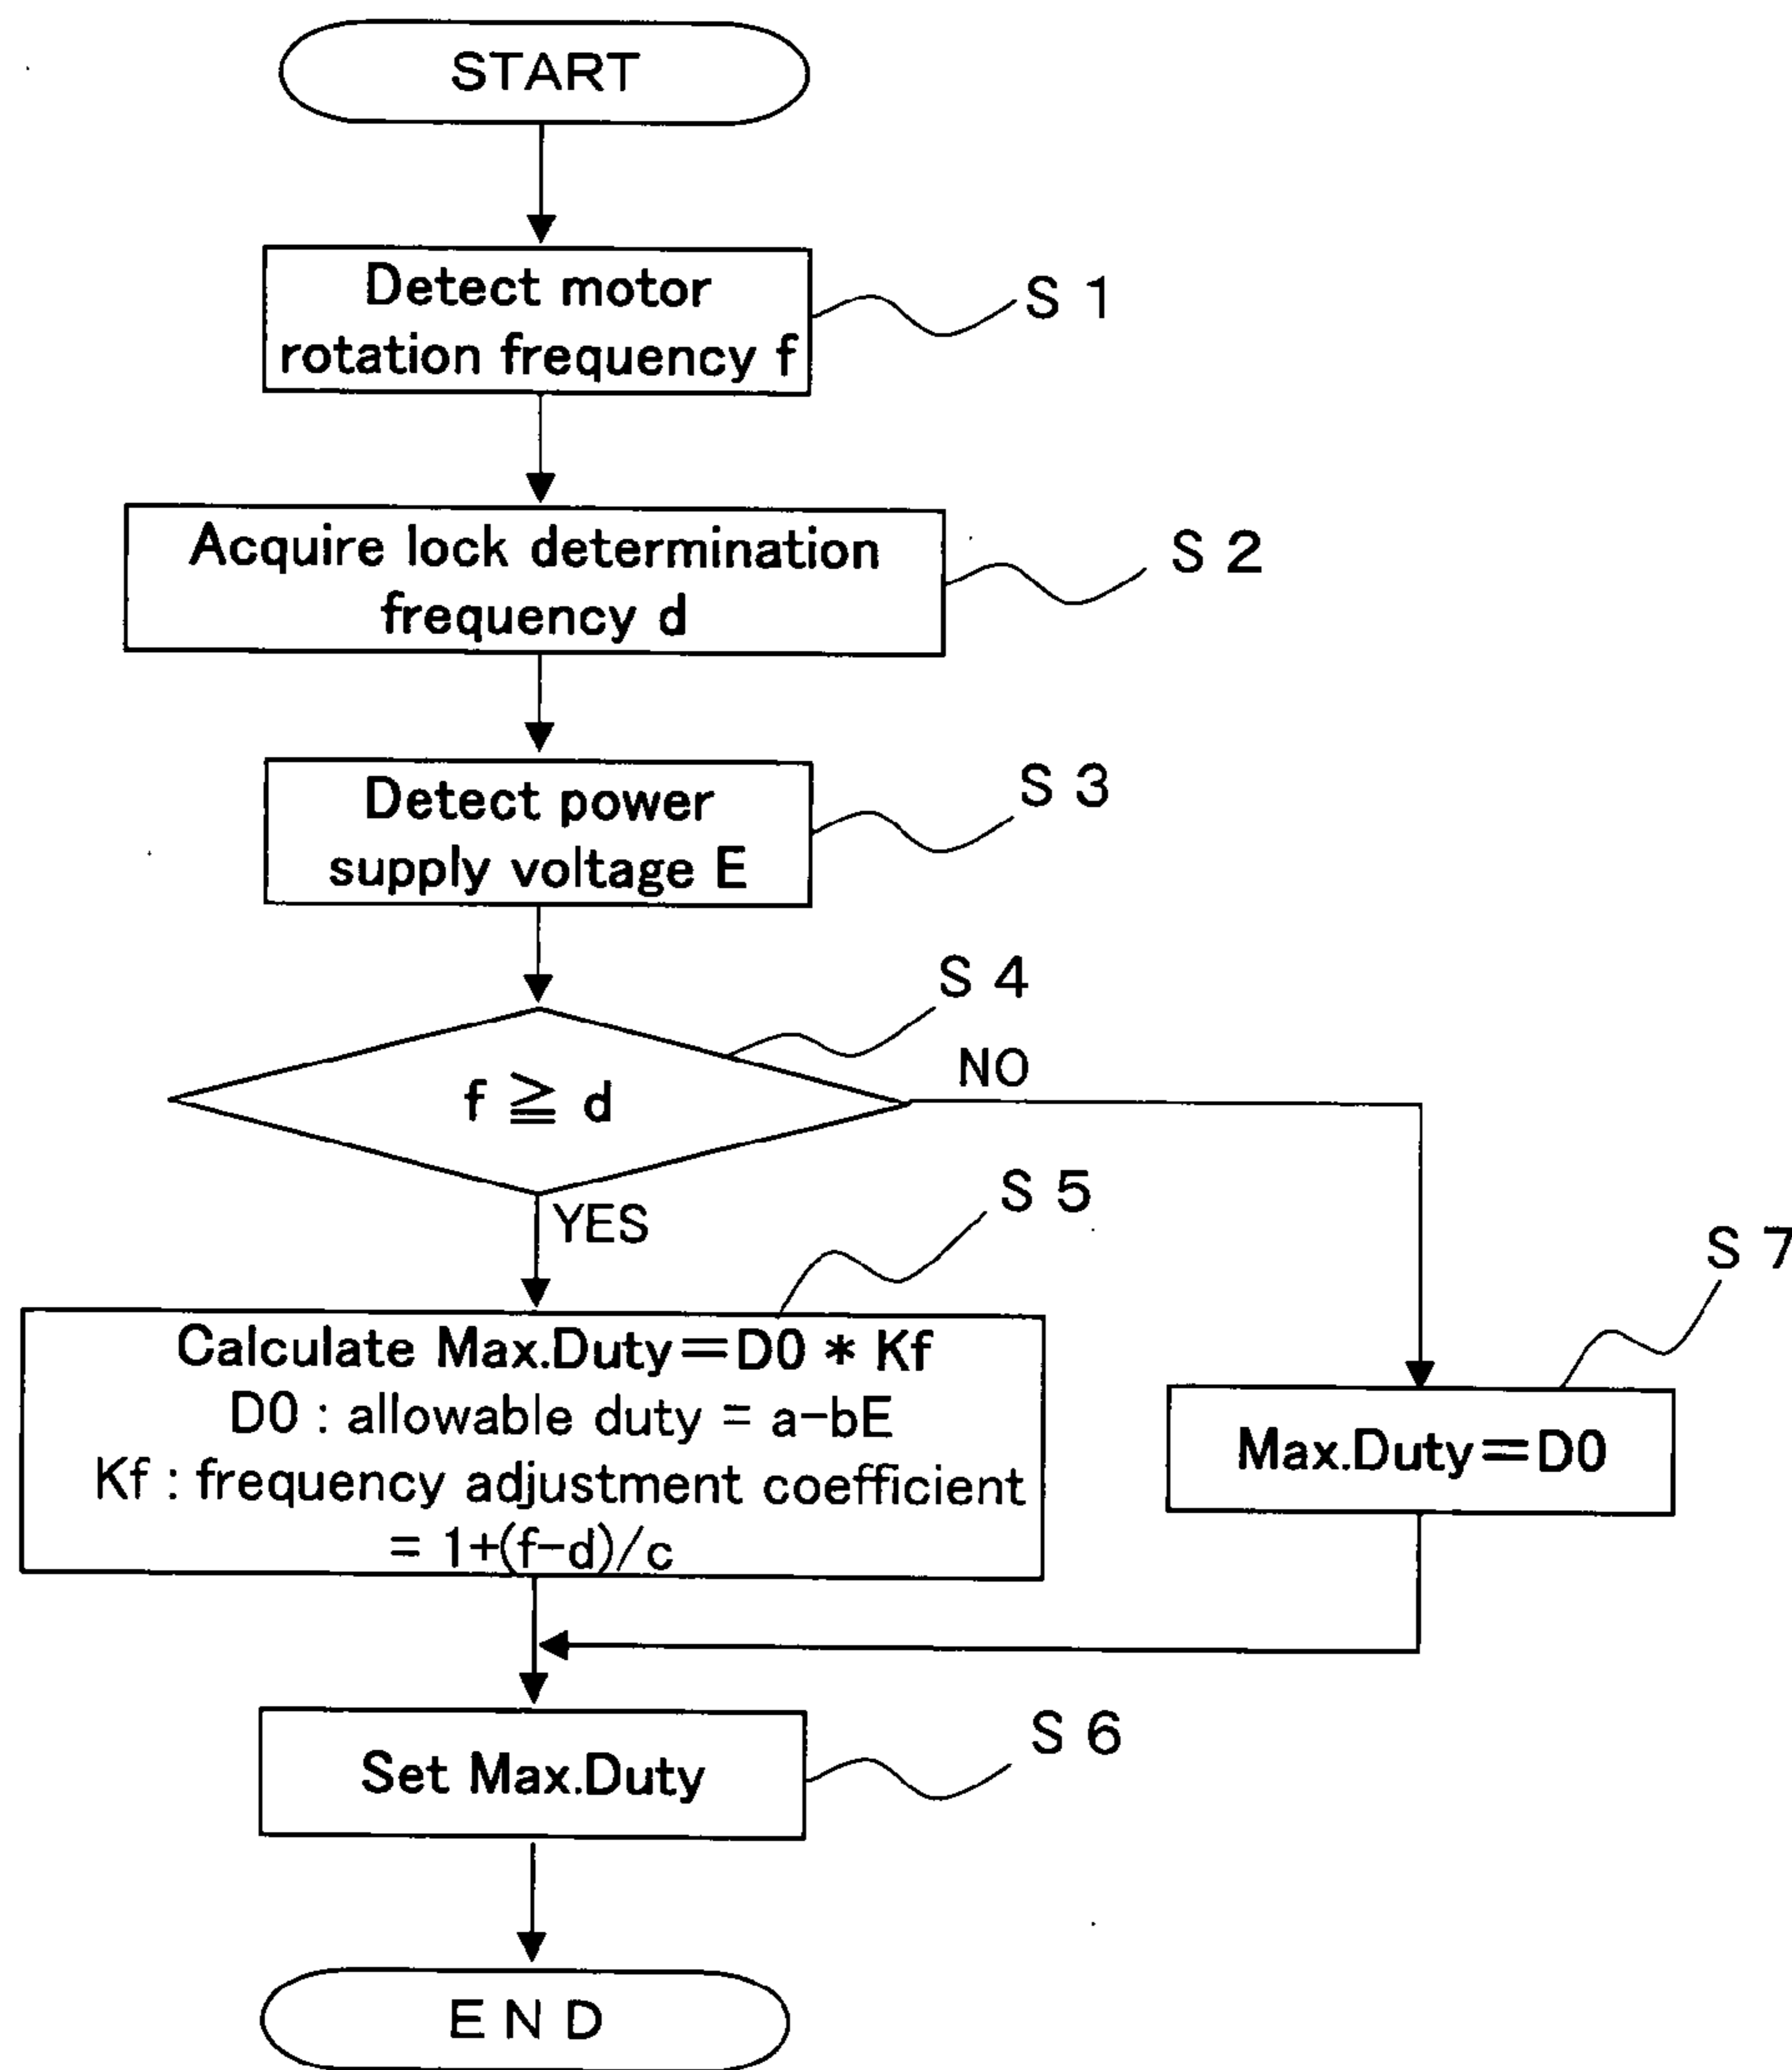 START
Detect motor
rotation frequency f
S 1
Acquire lock determination
frequency d
S 2
Detect power
supply voltage E
S 3
S 4
f ≧ d
NO
YES
S 5
Calculate Max.Duty=D0 * Kf
D0 : allowable duty = a-bE
Kf : frequency adjustment coefficient
= 1+(f-d)/c
S 7
Max.Duty=D0
Set Max.Duty
S 6
END